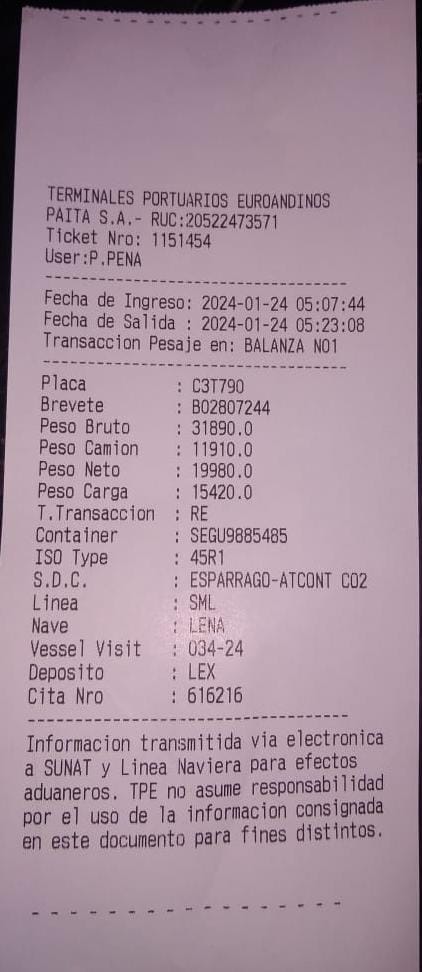 TERMINALES PORTUARIOS EUROANDINOS
PAITA S.A.- RUC:20522473571
Ticket Nro: 1151454
User:P.PENA
Fecha de Ingreso: 2024-01-24 05:07:44
Fecha de Salida : 2024-01-24 05:23:08
Transaccion Pesaje en: BALANZA NO1
Placa : C3T790
Brevete : B02807244
Peso Bruto : 31890.0
Peso Camion : 11910.0
Peso Neto : 19980.0
Peso Carga : 15420.0
T.Transaccion : RE
Container : SEGU9885485
ISO Type : 45R1
S.D.C. : ESPARRAGO-ATCONT CO2
Linea : SML
Nave : LENA
Vessel Visit : 034-24
Deposito : LEX
Cita Nro : 616216
Informacion transmitida via electronica
a SUNAT y Linea Naviera para efectos
aduaneros. TPE no asume responsabilidad
por el uso de la informacion consignada
en este documento para fines distintos.